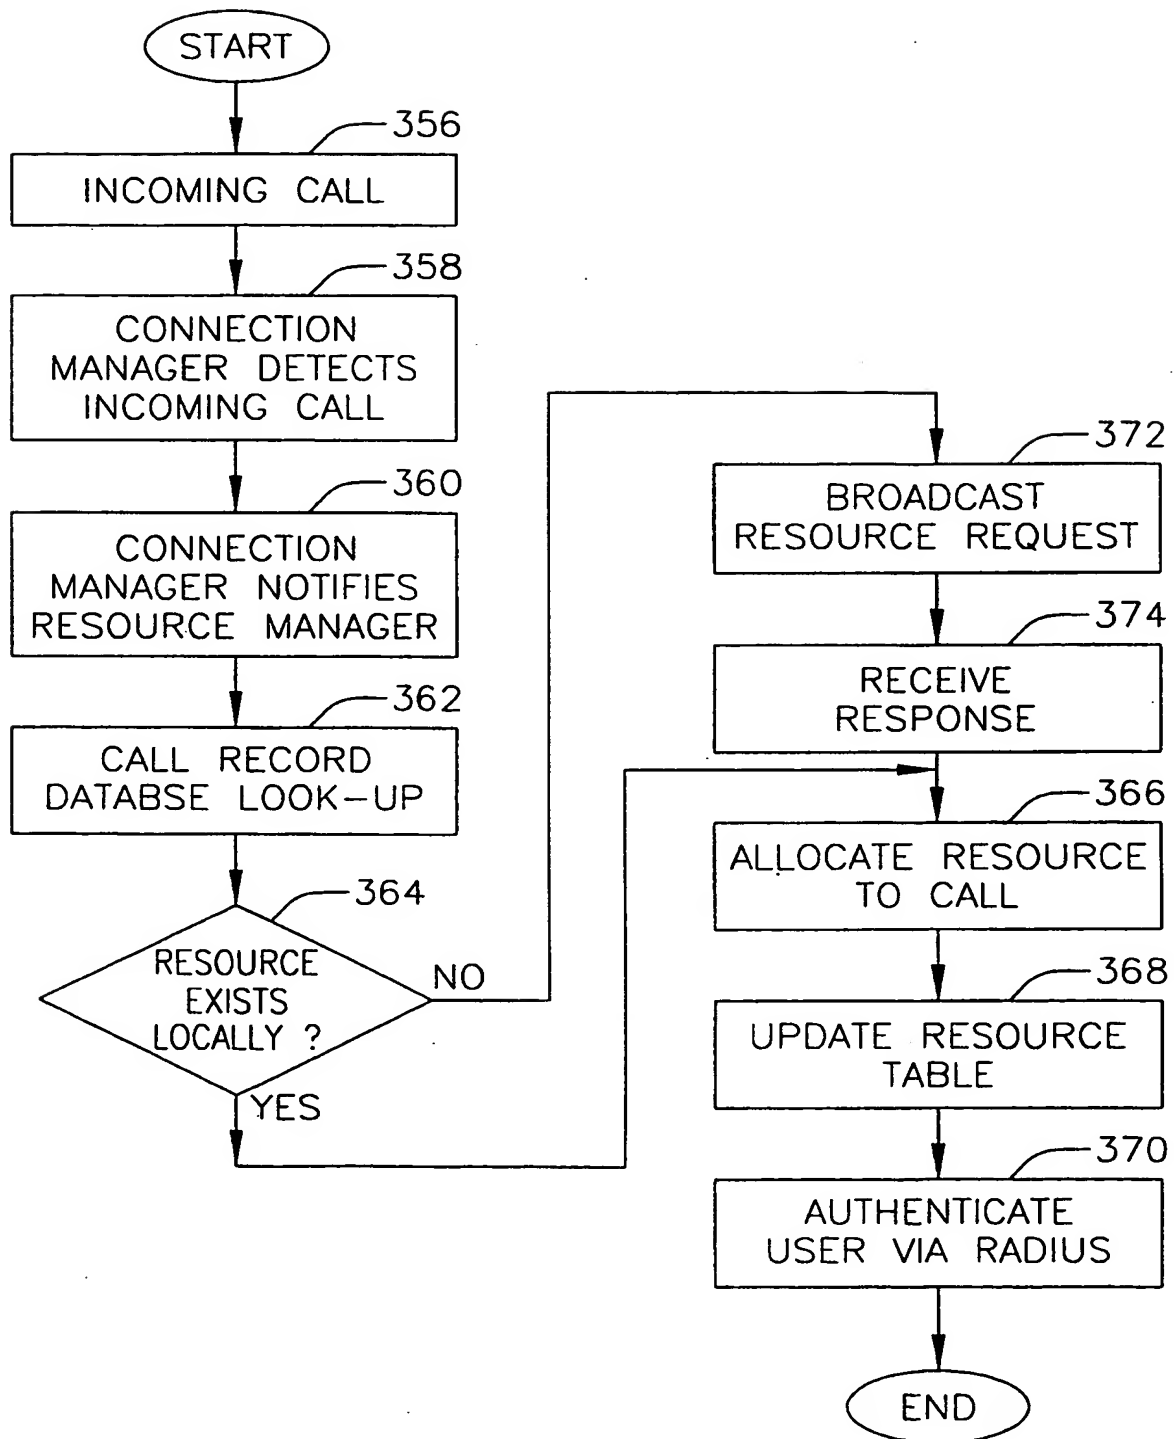 START
356
INCOMING CALL
358
CONNECTION
MANAGER DETECTS
INCOMING CALL
360
CONNECTION
MANAGER NOTIFIES
RESOURCE MANAGER
362
CALL RECORD
DATABSE LOOK-UP
364
RESOURCE
EXISTS
LOCALLY ?
NO
YES
372
BROADCAST
RESOURCE REQUEST
374
RECEIVE
RESPONSE
366
ALLOCATE RESOURCE
TO CALL
368
UPDATE RESOURCE
TABLE
370
AUTHENTICATE
USER VIA RADIUS
END